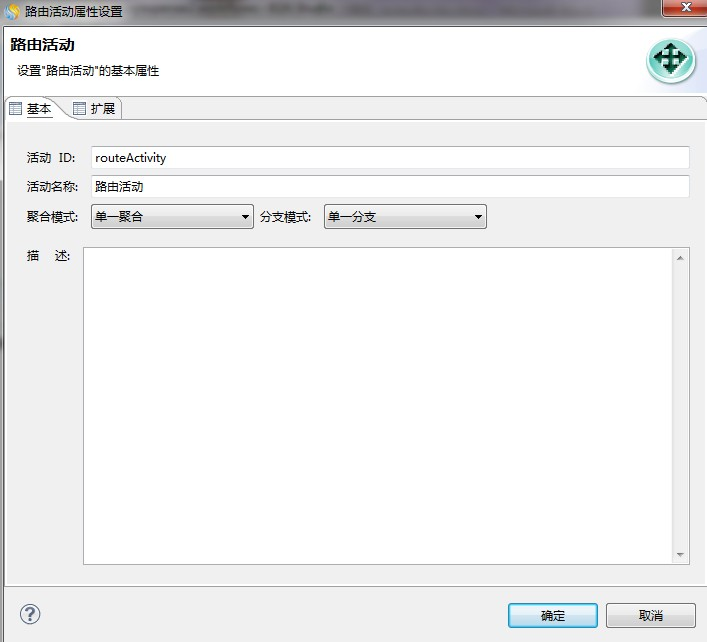 路由活动属性设置
路由活动
设置"路由活动"的基本属性
基本 扩展
活动 ID: routeActivity
活动名称: 路由活动
聚合模式: 单一聚合 分支模式: 单一分支
描 述:
确定 取消